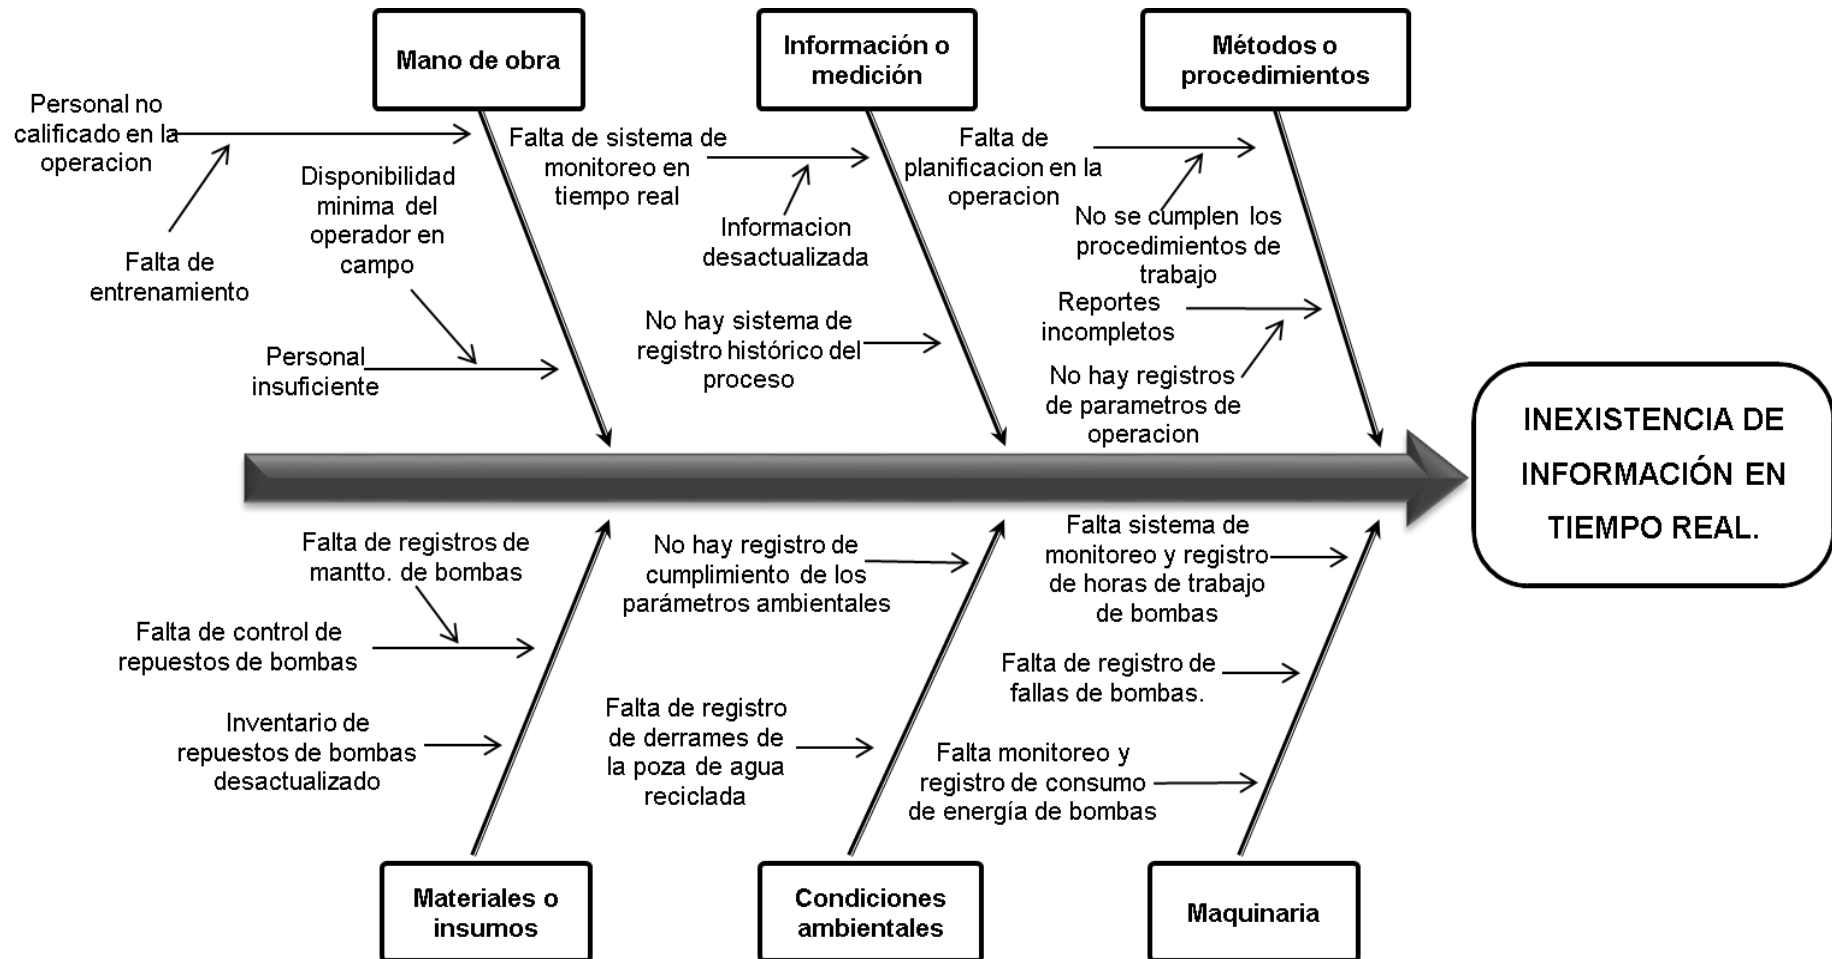 Mano de obra
Información o
medición
Métodos o
procedimientos
Personal no
calificado en la
operacion
Falta de
entrenamiento
Disponibilidad
minima del
operador en
campo
Personal
insuficiente
Falta de sistema de
monitoreo en
tiempo real
Informacion
desactualizada
No hay sistema de
registro histórico del
proceso
Falta de
planificacion en la
operacion
No se cumplen los
procedimientos de
trabajo
Reportes
incompletos
No hay registros
de parametros de
operacion
INEXISTENCIA DE
INFORMACIÓN EN
TIEMPO REAL.
Falta de registros de
mantto. de bombas
Falta de control de
repuestos de bombas
Inventario de
repuestos de bombas
desactualizado
No hay registro de
cumplimiento de los
parámetros ambientales
Falta de registro
de derrames de
la poza de agua
reciclada
Falta sistema de
monitoreo y registro
de horas de trabajo
de bombas
Falta de registro de
fallas de bombas.
Falta monitoreo y
registro de consumo
de energía de bombas
Materiales o
insumos
Condiciones
ambientales
Maquinaria